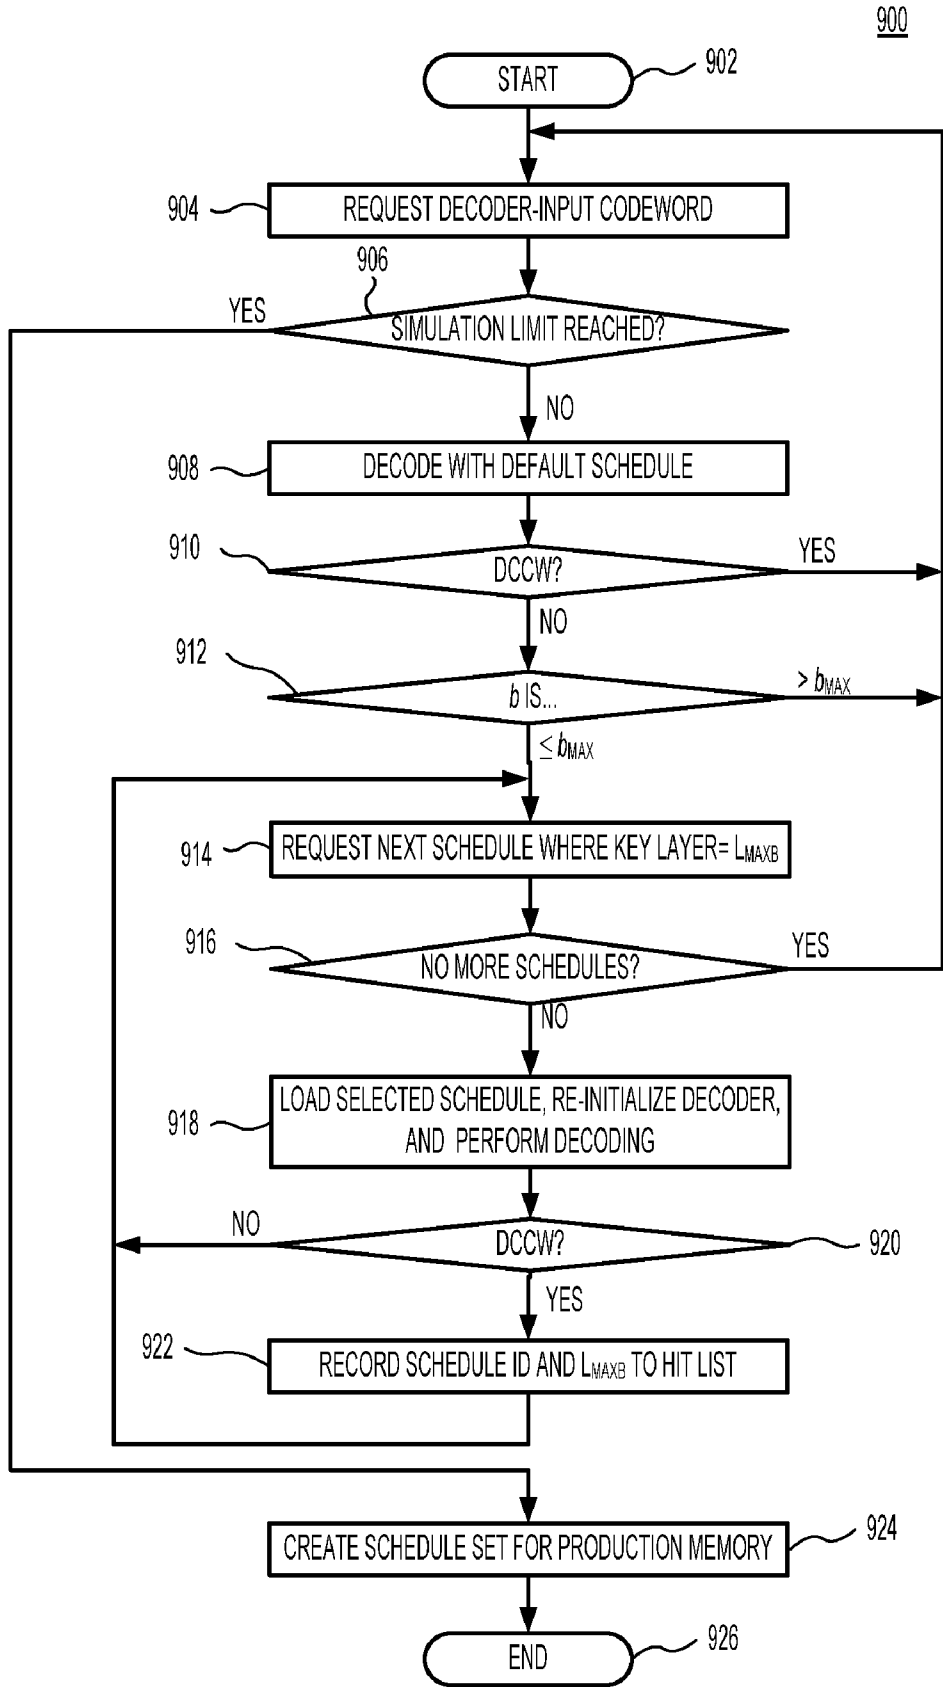 900
START
902
904
REQUEST DECODER-INPUT CODEWORD
906
YES
SIMULATION LIMIT REACHED?
NO
908
DECODE WITH DEFAULT SCHEDULE
910
DCCW?
YES
NO
912
b IS...
> bMAX
≤ bMAX
914
REQUEST NEXT SCHEDULE WHERE KEY LAYER= LMAXB
916
NO MORE SCHEDULES?
YES
NO
918
LOAD SELECTED SCHEDULE, RE-INITIALIZE DECODER,
AND PERFORM DECODING
NO
DCCW?
920
YES
922
RECORD SCHEDULE ID AND LMAXB TO HIT LIST
CREATE SCHEDULE SET FOR PRODUCTION MEMORY
924
END
926